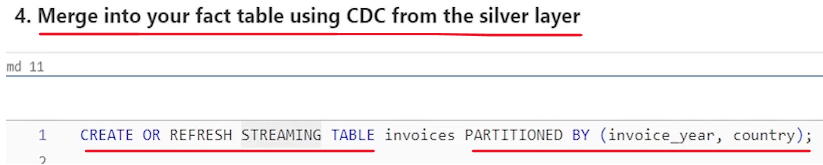 4. Merge into your fact table using CDC from the silver layer
md 11
1 CREATE OR REFRESH STREAMING TABLE invoices PARTITIONED BY (invoice_year, country);
2